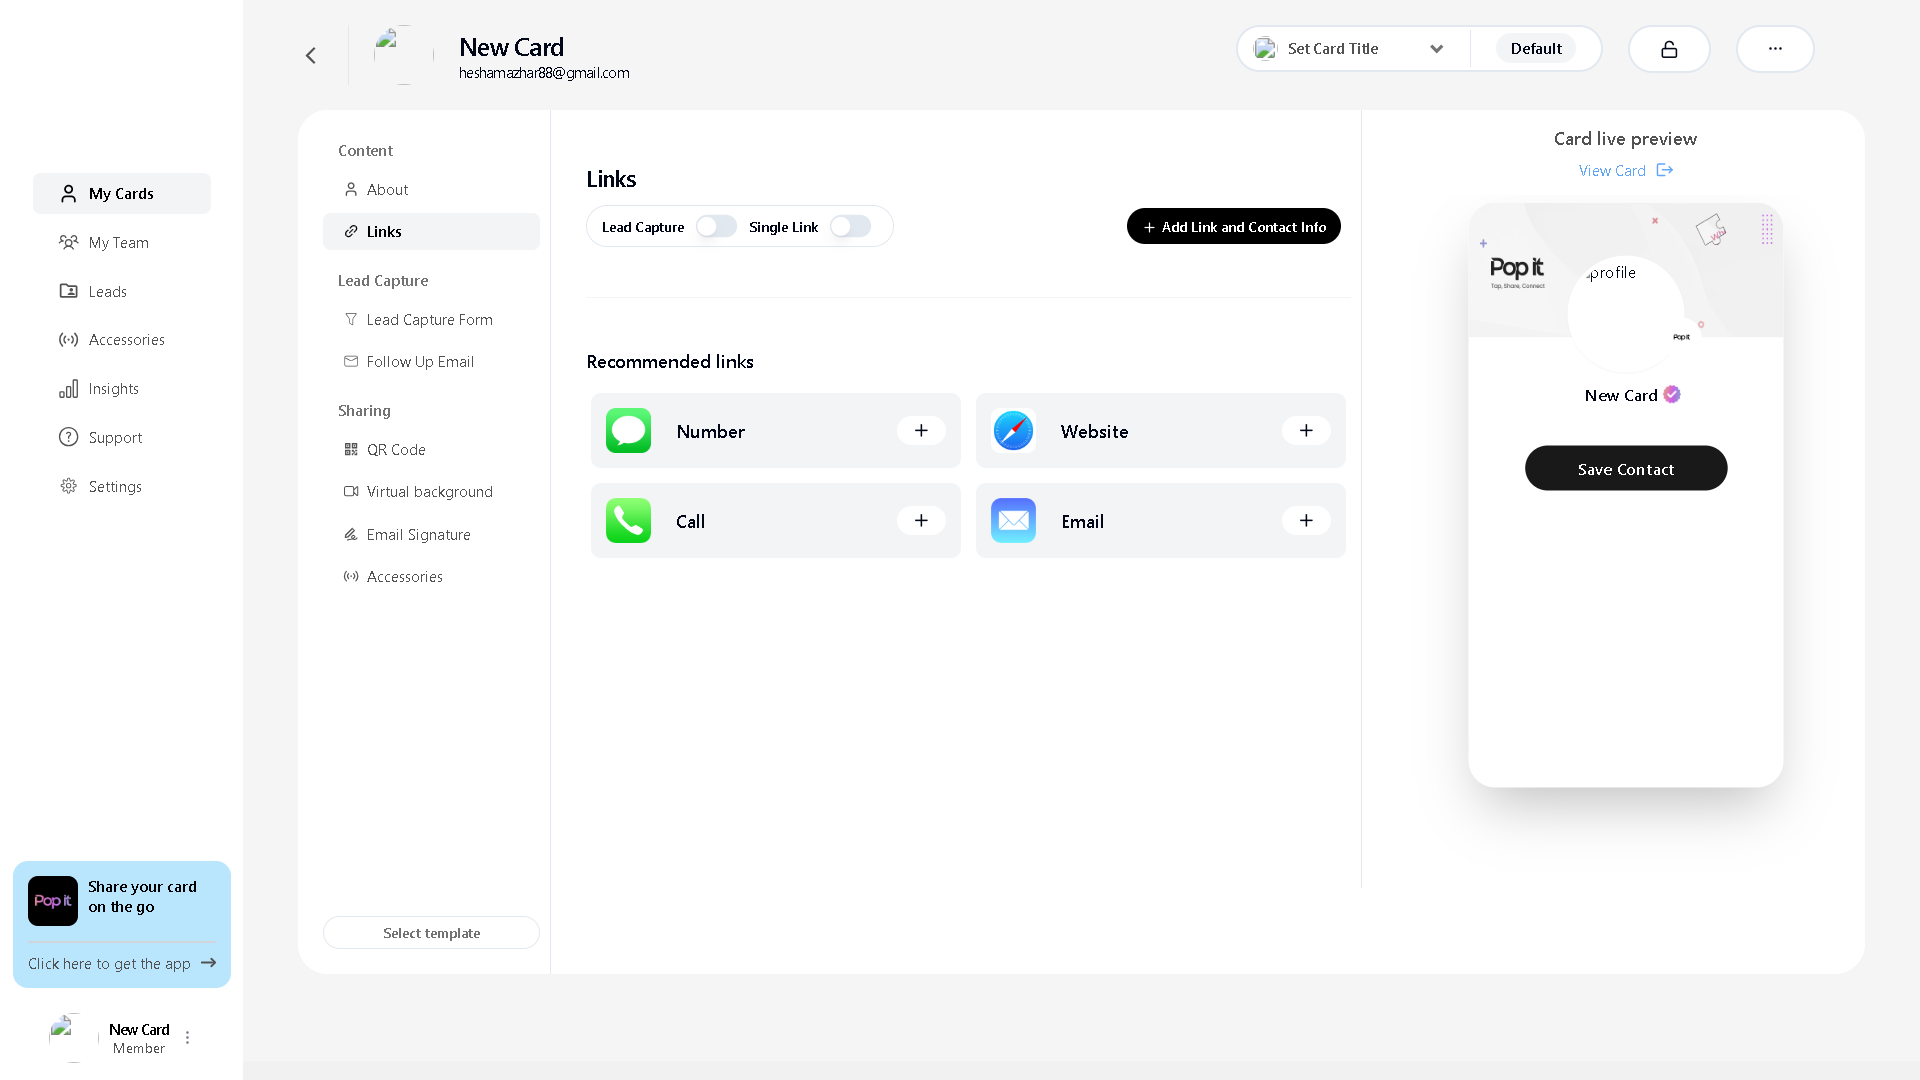 My Cards
My Team
Leads
Accessories
Insights
Support
Settings
Pop it
Share your card
on the go
Click here to get the app
New Card
Member
New Card
heshamazhar88@gmail.com
Set Card Title
Default
Content
About
Links
Lead Capture
Lead Capture Form
Follow Up Email
Sharing
QR Code
Virtual background
Email Signature
Accessories
Select template
Links
Lead Capture
Single Link
Add Link and Contact Info
Recommended links
Number
Website
Call
Email
Card live preview
View Card
Pop it
Tap, Share, Connect
profile
Pop it
New Card
Save Contact